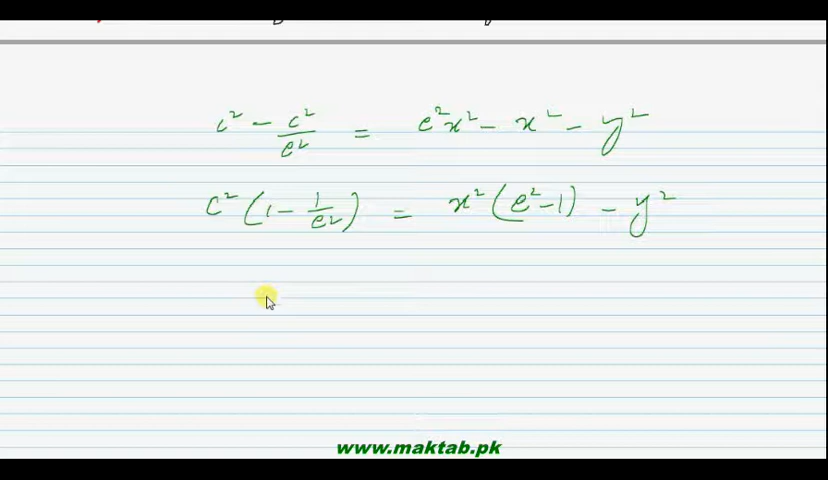 c² - c²/e² = e²x² - x² - y²
c² (1 - 1/e²) = x² (e² - 1) - y²
www.maktab.pk